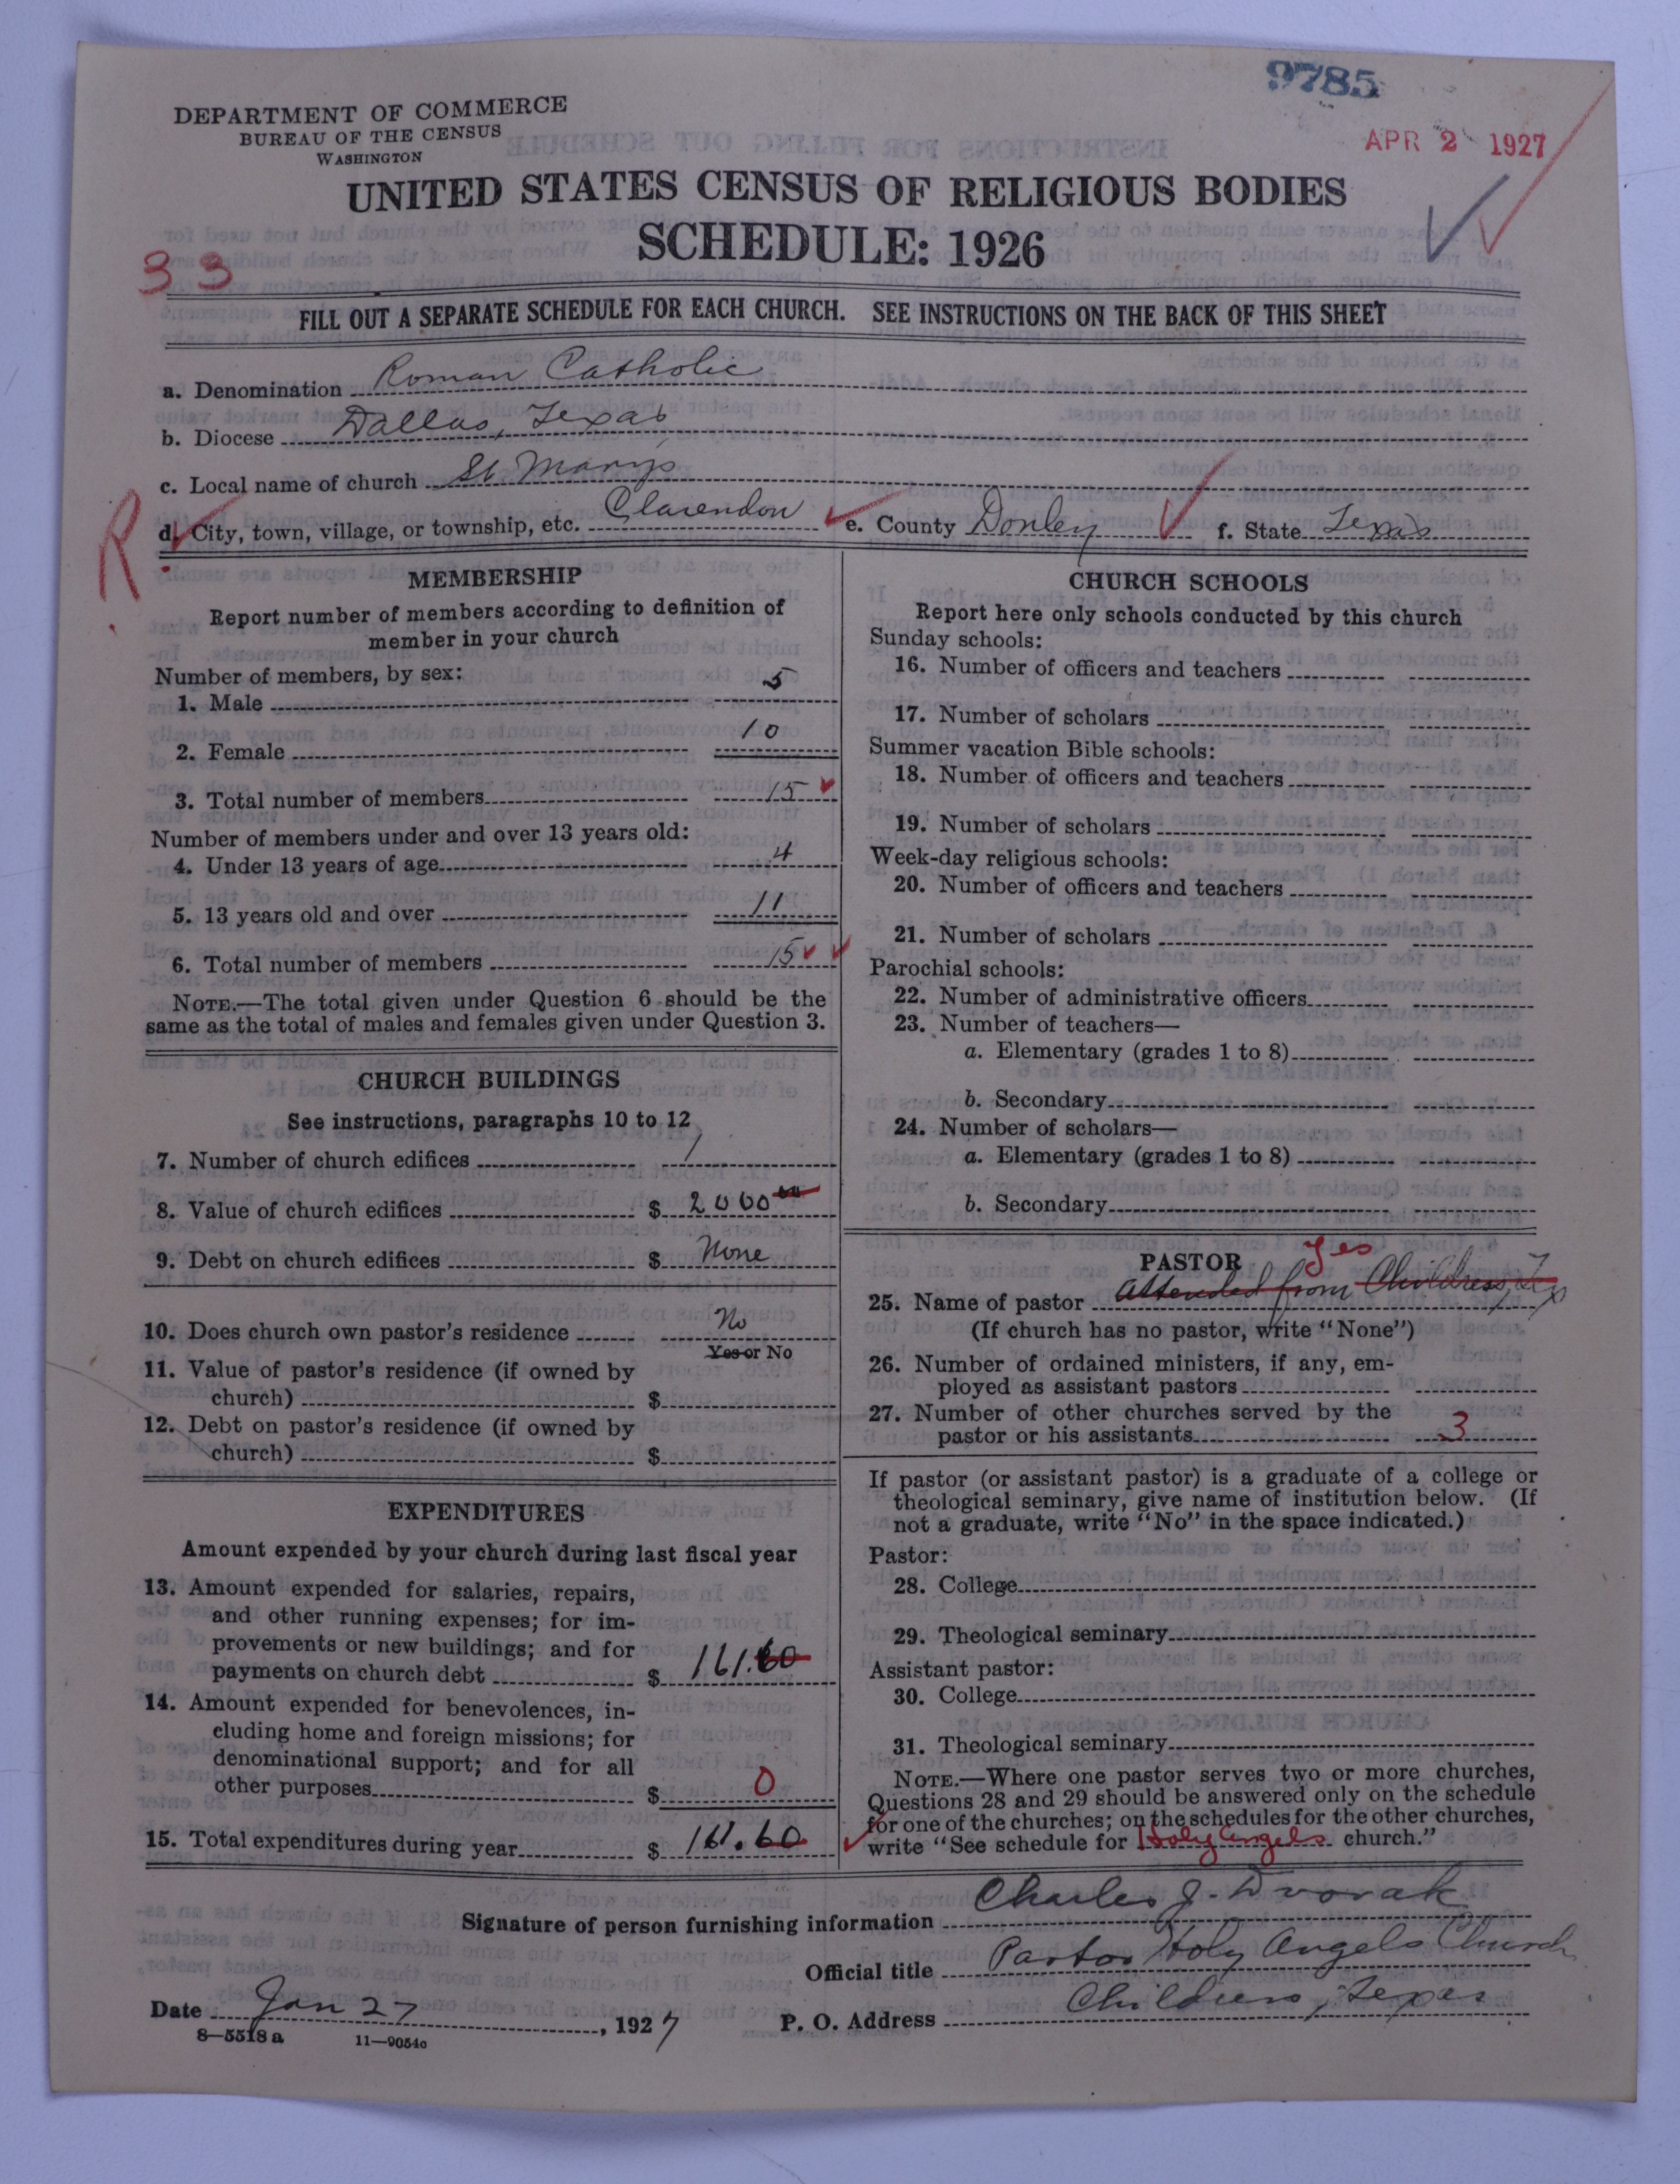 9785
DEPARTMENT OF COMMERCE
BUREAU OF THE CENSUS
WASHINGTON
APR 2 1927
UNITED STATES CENSUS OF RELIGIOUS BODIES
SCHEDULE: 1926
33
FILL OUT A SEPARATE SCHEDULE FOR EACH CHURCH. SEE INSTRUCTIONS ON THE BACK OF THIS SHEET
a. Denomination Roman Catholic
b. Diocese Dallas, Texas
c. Local name of church St Marys
R
d. City, town, village, or township, etc. Clarendon e. County Donley f. State Texas
MEMBERSHIP
Report number of members according to definition of
member in your church
Number of members, by sex:
1. Male 5
2. Female 10
3. Total number of members 15
Number of members under and over 13 years old:
4. Under 13 years of age 4
5. 13 years old and over 11
6. Total number of members 15
NOTE.—The total given under Question 6 should be the
same as the total of males and females given under Question 3.
CHURCH BUILDINGS
See instructions, paragraphs 10 to 12
7. Number of church edifices 1
8. Value of church edifices $ 2000 00
9. Debt on church edifices $ None
10. Does church own pastor's residence No
Yes or No
11. Value of pastor's residence (if owned by
church) $
12. Debt on pastor's residence (if owned by
church) $
EXPENDITURES
Amount expended by your church during last fiscal year
13. Amount expended for salaries, repairs,
and other running expenses; for im-
provements or new buildings; and for
payments on church debt $ 161.60
14. Amount expended for benevolences, in-
cluding home and foreign missions; for
denominational support; and for all
other purposes $ 0
15. Total expenditures during year $ 161.60
CHURCH SCHOOLS
Report here only schools conducted by this church
Sunday schools:
16. Number of officers and teachers
17. Number of scholars
Summer vacation Bible schools:
18. Number of officers and teachers
19. Number of scholars
Week-day religious schools:
20. Number of officers and teachers
21. Number of scholars
Parochial schools:
22. Number of administrative officers
23. Number of teachers—
a. Elementary (grades 1 to 8)
b. Secondary
24. Number of scholars—
a. Elementary (grades 1 to 8)
b. Secondary
PASTOR Yes
25. Name of pastor Attended from Childress, Tex
(If church has no pastor, write "None")
26. Number of ordained ministers, if any, em-
ployed as assistant pastors
27. Number of other churches served by the
pastor or his assistants 3
If pastor (or assistant pastor) is a graduate of a college or
theological seminary, give name of institution below. (If
not a graduate, write "No" in the space indicated.)
Pastor:
28. College
29. Theological seminary
Assistant pastor:
30. College
31. Theological seminary
NOTE.—Where one pastor serves two or more churches,
Questions 28 and 29 should be answered only on the schedule
for one of the churches; on the schedules for the other churches,
write "See schedule for Holy Angels church."
Signature of person furnishing information Charles J. Dvorak
Official title Pastor Holy Angels Church
Date Jan 27, 1927 P. O. Address Childress, Texas
8—5518a 11—9054c